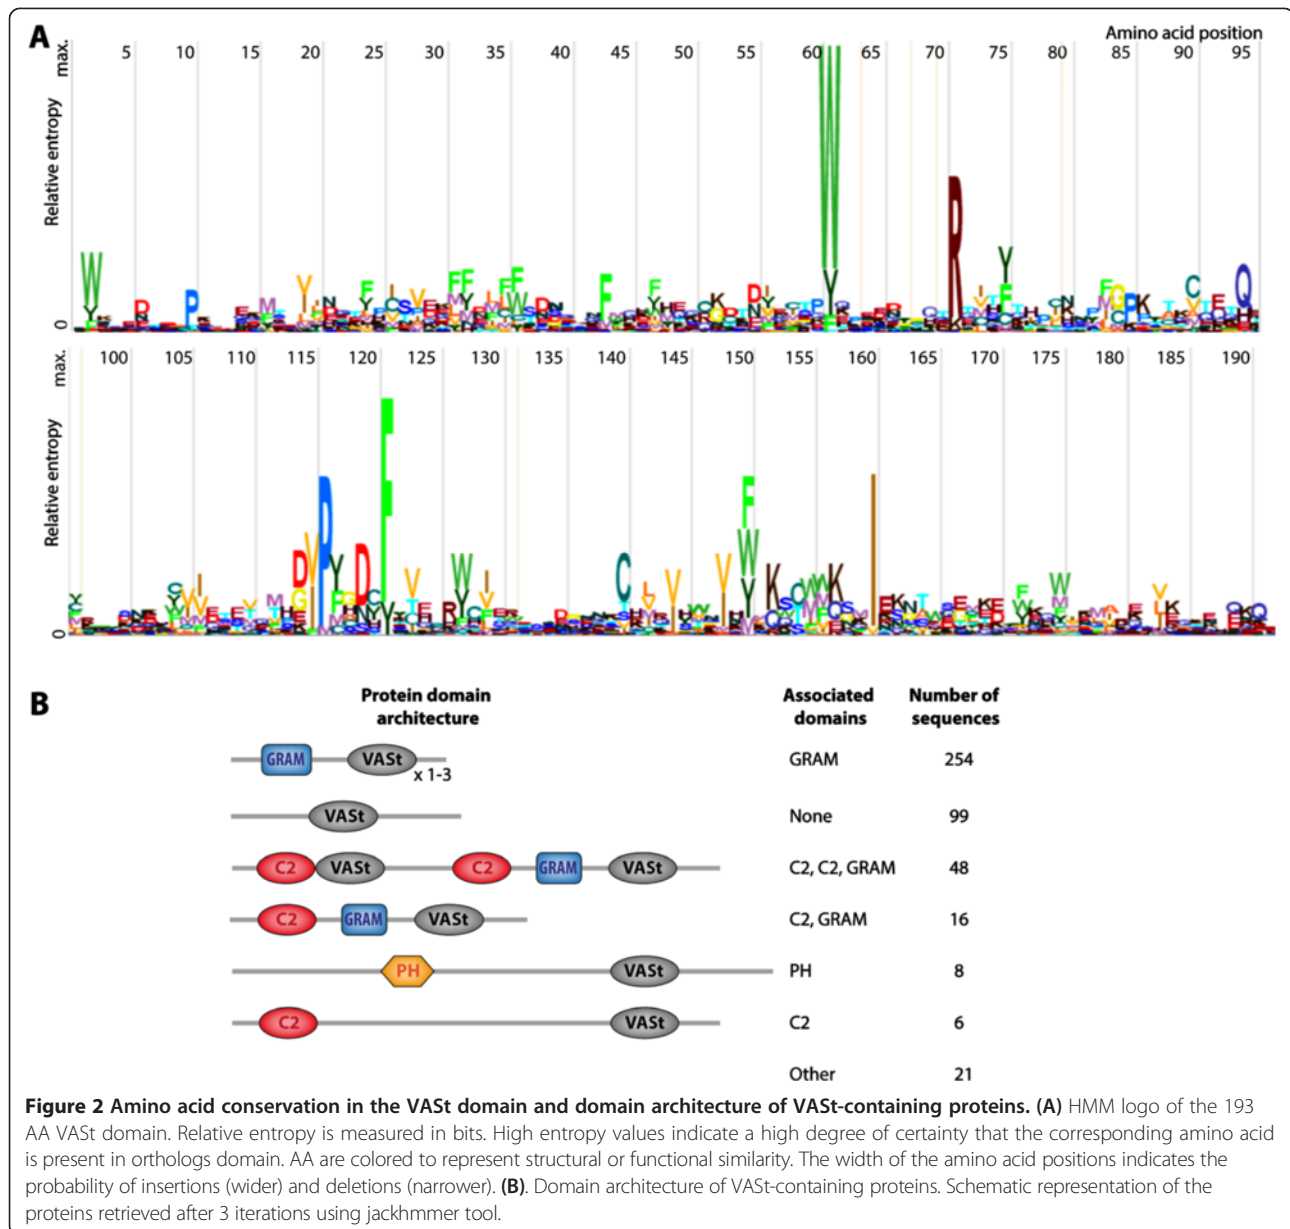 A
Amino acid position
max.
5 10 15 20 25 30 35 40 45 50 55 60 65 70 75 80 85 90 95
Relative entropy
0
max.
100 105 110 115 120 125 130 135 140 145 150 155 160 165 170 175 180 185 190
Relative entropy
0
B
Protein domain architecture
Associated domains
Number of sequences
GRAM VASt x 1-3 GRAM 254
VASt None 99
C2 VASt C2 GRAM VASt C2, C2, GRAM 48
C2 GRAM VASt C2, GRAM 16
PH VASt PH 8
C2 VASt C2 6
Other 21
Figure 2 Amino acid conservation in the VASt domain and domain architecture of VASt-containing proteins. (A) HMM logo of the 193
AA VASt domain. Relative entropy is measured in bits. High entropy values indicate a high degree of certainty that the corresponding amino acid
is present in orthologs domain. AA are colored to represent structural or functional similarity. The width of the amino acid positions indicates the
probability of insertions (wider) and deletions (narrower). (B). Domain architecture of VASt-containing proteins. Schematic representation of the
proteins retrieved after 3 iterations using jackhmmer tool.